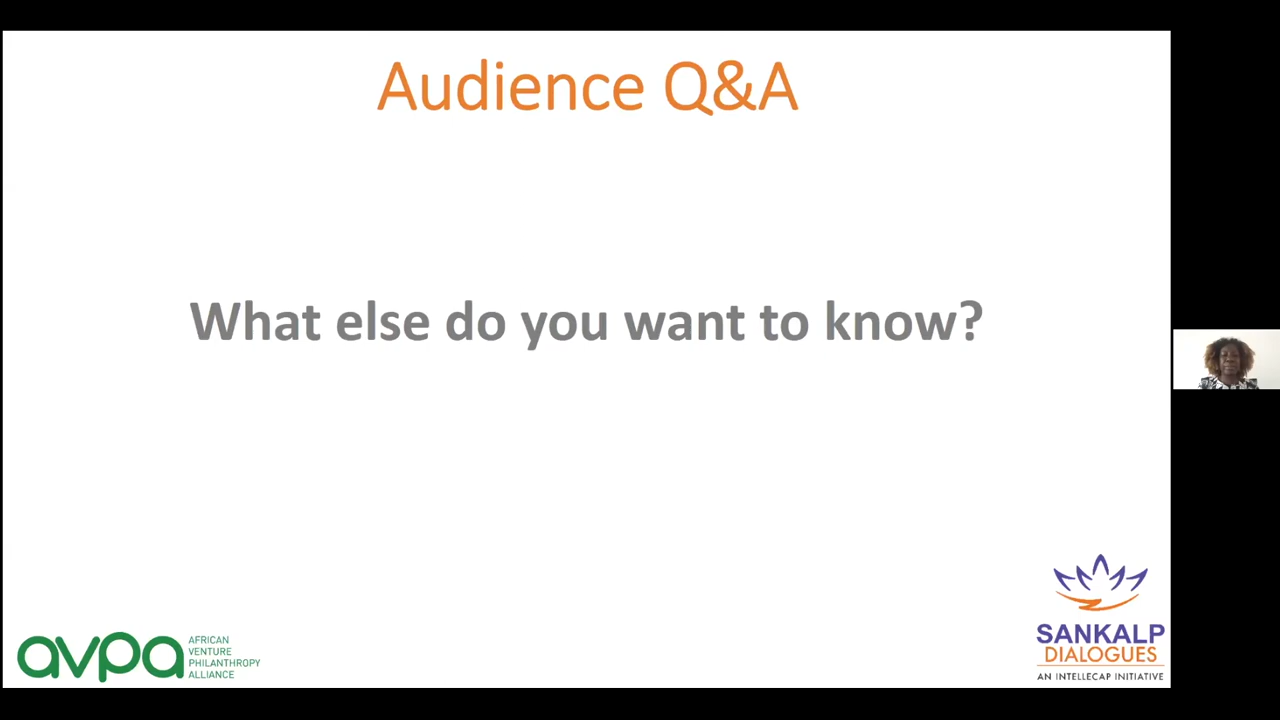 Audience Q&A
What else do you want to know?
avpa
AFRICAN
VENTURE
PHILANTHROPY
ALLIANCE
SANKALP
DIALOGUES
AN INTELLECAP INITIATIVE